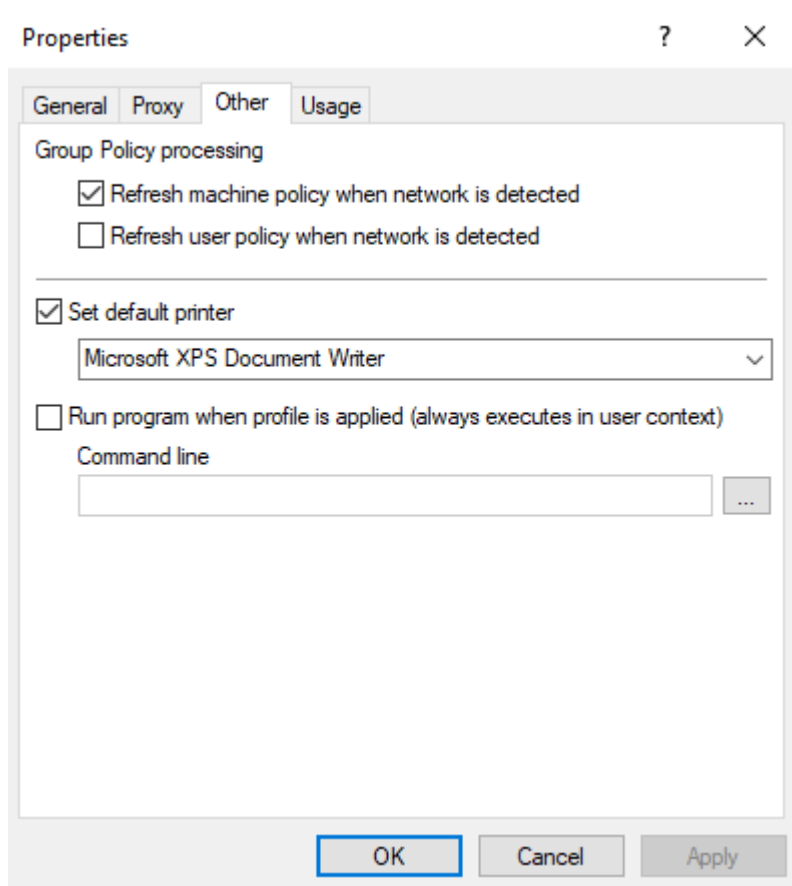 Properties ?
General Proxy Other Usage
Group Policy processing
Refresh machine policy when network is detected
Refresh user policy when network is detected
Set default printer
Microsoft XPS Document Writer
Run program when profile is applied (always executes in user context)
Command line
...
OK Cancel Apply